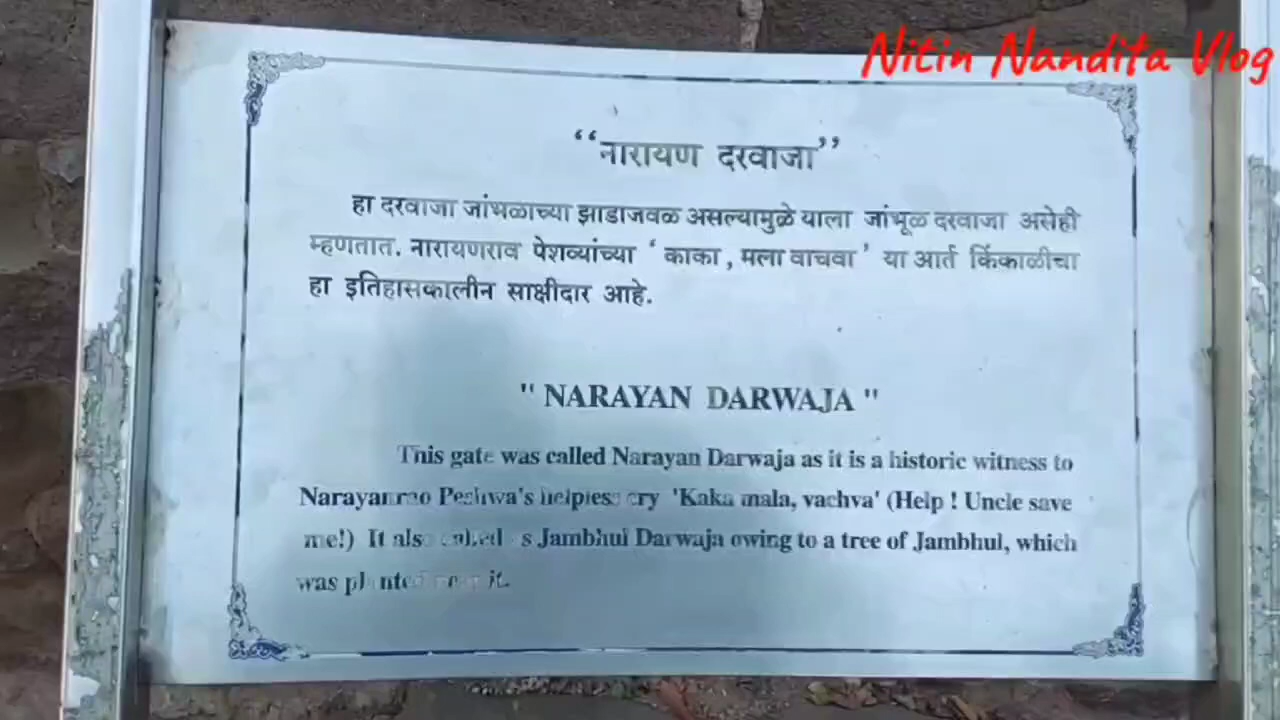 Nitin Nandita Vlog
“नारायण दरवाजा”
हा दरवाजा जांभळाच्या झाडाजवळ असल्यामुळे याला जांभूळ दरवाजा असेही
म्हणतात. नारायणराव पेशव्यांच्या ‘ काका , मला वाचवा ’ या आर्त किंकाळीचा
हा इतिहासकालीन साक्षीदार आहे.
" NARAYAN DARWAJA "
This gate was called Narayan Darwaja as it is a historic witness to
Narayanrao Peshwa's helpless cry 'Kaka mala, vachva' (Help ! Uncle save
me!) It also called as Jambhul Darwaja owing to a tree of Jambhul, which
was planted near it.